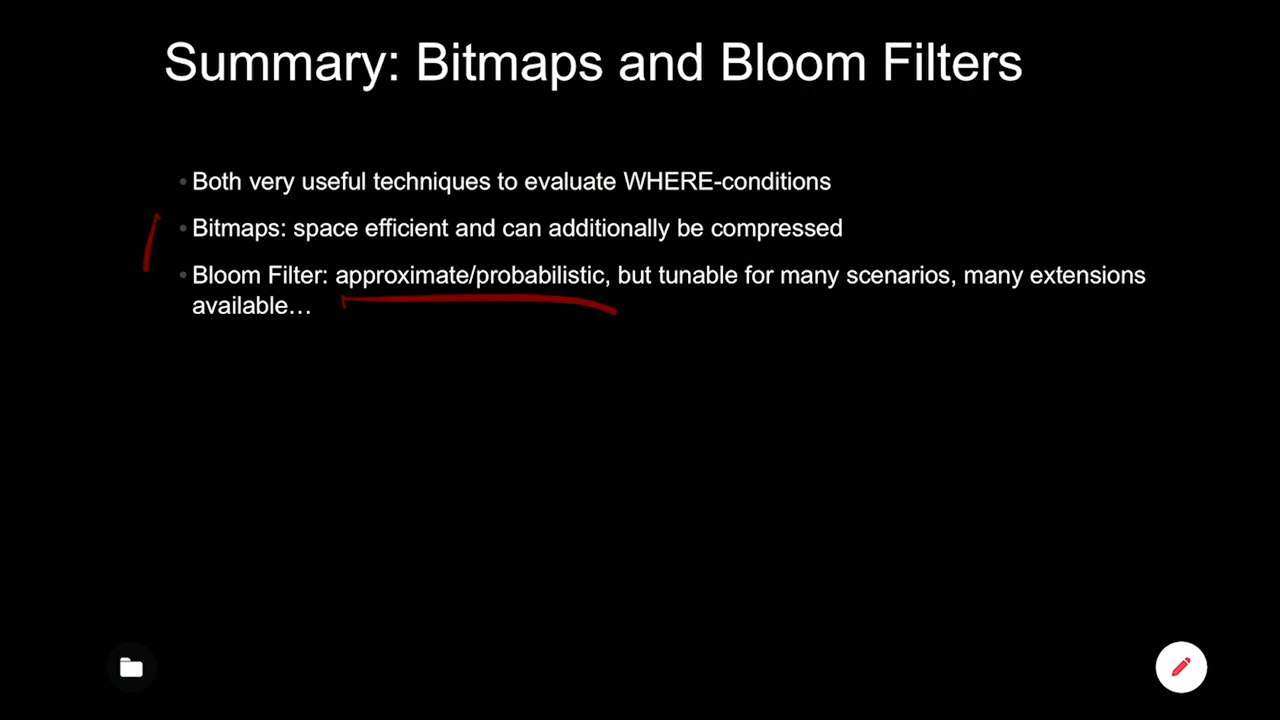 Summary: Bitmaps and Bloom Filters
• Both very useful techniques to evaluate WHERE-conditions
• Bitmaps: space efficient and can additionally be compressed
• Bloom Filter: approximate/probabilistic, but tunable for many scenarios, many extensions
available…